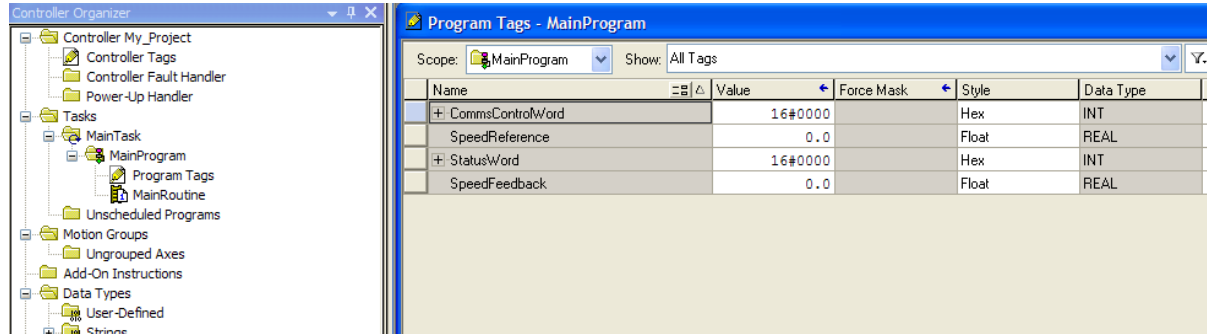 Controller Organizer
Controller My_Project
Controller Tags
Controller Fault Handler
Power-Up Handler
Tasks
MainTask
MainProgram
Program Tags
MainRoutine
Unscheduled Programs
Motion Groups
Ungrouped Axes
Add-On Instructions
Data Types
User-Defined
Strings
Program Tags - MainProgram
Scope: MainProgram Show: All Tags
Name Value Force Mask Style Data Type
CommsControlWord 16#0000 Hex INT
SpeedReference 0.0 Float REAL
StatusWord 16#0000 Hex INT
SpeedFeedback 0.0 Float REAL